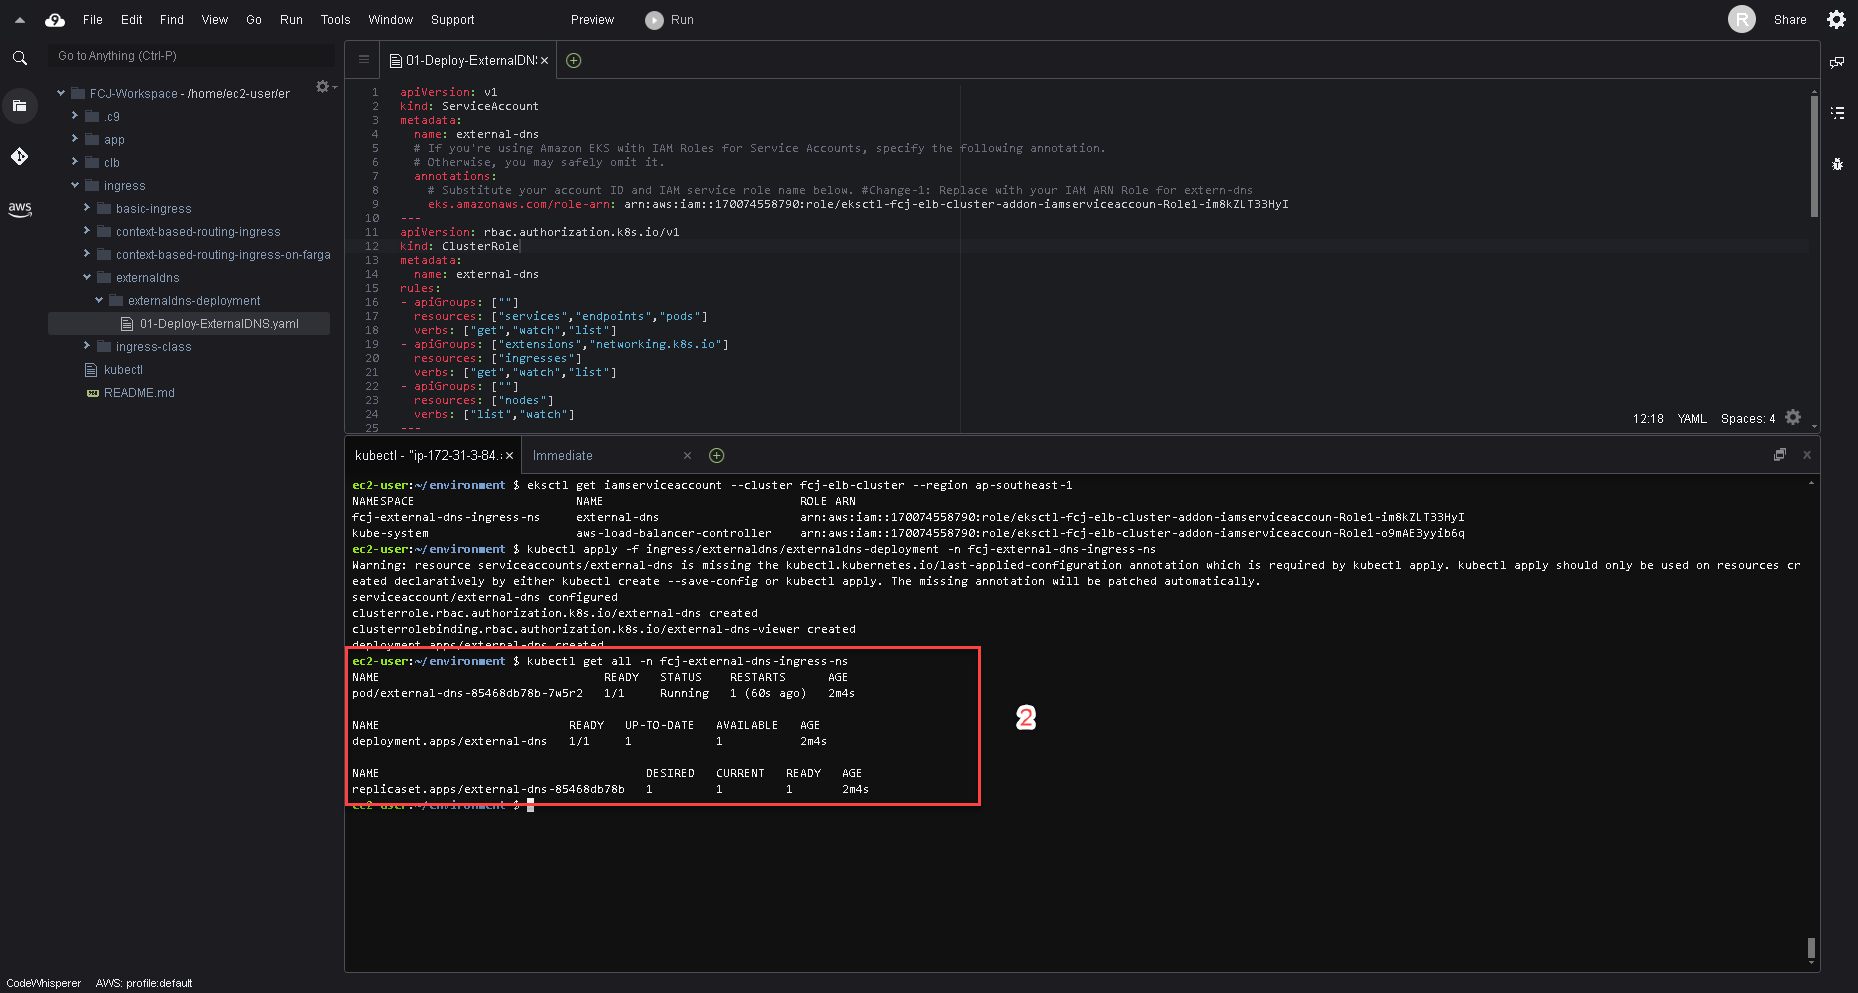 9 File Edit Find View Go Run Tools Window Support Preview Run R Share
Go to Anything (Ctrl-P)
FCJ-Workspace - /home/ec2-user/er
.c9
app
clb
ingress
basic-ingress
context-based-routing-ingress
context-based-routing-ingress-on-farga
externaldns
externaldns-deployment
01-Deploy-ExternalDNS.yaml
ingress-class
kubectl
README.md
aws
01-Deploy-ExternalDN
1 apiVersion: v1
2 kind: ServiceAccount
3 metadata:
4 name: external-dns
5 # If you're using Amazon EKS with IAM Roles for Service Accounts, specify the following annotation.
6 # Otherwise, you may safely omit it.
7 annotations:
8 # Substitute your account ID and IAM service role name below. #Change-1: Replace with your IAM ARN Role for extern-dns
9 eks.amazonaws.com/role-arn: arn:aws:iam::170074558790:role/eksctl-fcj-elb-cluster-addon-iamserviceaccoun-Role1-im8kZLT33HyI
10 ---
11 apiVersion: rbac.authorization.k8s.io/v1
12 kind: ClusterRole
13 metadata:
14 name: external-dns
15 rules:
16 - apiGroups: [""]
17 resources: ["services","endpoints","pods"]
18 verbs: ["get","watch","list"]
19 - apiGroups: ["extensions","networking.k8s.io"]
20 resources: ["ingresses"]
21 verbs: ["get","watch","list"]
22 - apiGroups: [""]
23 resources: ["nodes"]
24 verbs: ["list","watch"]
25 ---
12:18 YAML Spaces: 4
kubectl - "ip-172-31-3-84. Immediate
ec2-user:~/environment $ eksctl get iamserviceaccount --cluster fcj-elb-cluster --region ap-southeast-1
NAMESPACE NAME ROLE ARN
fcj-external-dns-ingress-ns external-dns arn:aws:iam::170074558790:role/eksctl-fcj-elb-cluster-addon-iamserviceaccoun-Role1-im8kZLT33HyI
kube-system aws-load-balancer-controller arn:aws:iam::170074558790:role/eksctl-fcj-elb-cluster-addon-iamserviceaccoun-Role1-o9mAE3yyib6q
ec2-user:~/environment $ kubectl apply -f ingress/externaldns/externaldns-deployment -n fcj-external-dns-ingress-ns
Warning: resource serviceaccounts/external-dns is missing the kubectl.kubernetes.io/last-applied-configuration annotation which is required by kubectl apply. kubectl apply should only be used on resources cr
eated declaratively by either kubectl create --save-config or kubectl apply. The missing annotation will be patched automatically.
serviceaccount/external-dns configured
clusterrole.rbac.authorization.k8s.io/external-dns created
clusterrolebinding.rbac.authorization.k8s.io/external-dns-viewer created
deployment.apps/external-dns created
ec2-user:~/environment $ kubectl get all -n fcj-external-dns-ingress-ns
NAME READY STATUS RESTARTS AGE
pod/external-dns-85468db78b-7w5r2 1/1 Running 1 (60s ago) 2m4s
NAME READY UP-TO-DATE AVAILABLE AGE
deployment.apps/external-dns 1/1 1 1 2m4s
NAME DESIRED CURRENT READY AGE
replicaset.apps/external-dns-85468db78b 1 1 1 2m4s
ec2-user:~/environment $
2
CodeWhisperer AWS: profile:default